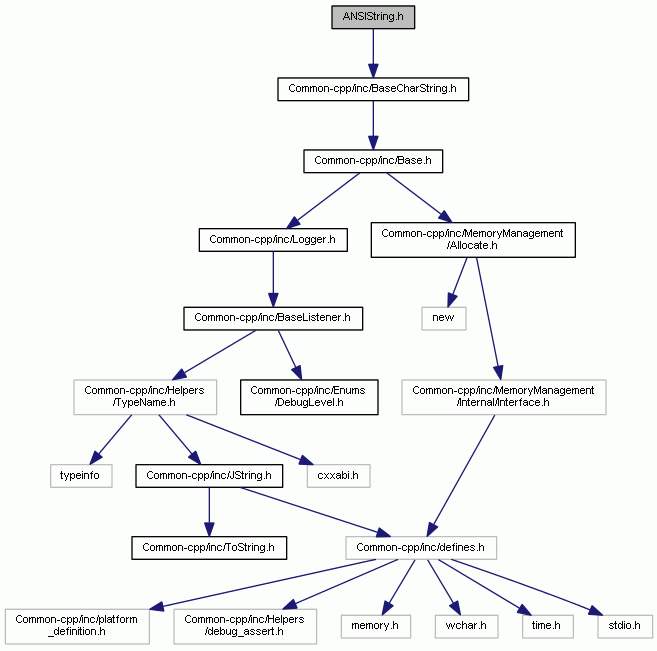 ANSIString.h
Common-cpp/inc/BaseCharString.h
Common-cpp/inc/Base.h
Common-cpp/inc/Logger.h
Common-cpp/inc/MemoryManagement
/Allocate.h
Common-cpp/inc/BaseListener.h
new
Common-cpp/inc/Helpers
/TypeName.h
Common-cpp/inc/Enums
/DebugLevel.h
Common-cpp/inc/MemoryManagement
/Internal/Interface.h
typeinfo
Common-cpp/inc/JString.h
cxxabi.h
Common-cpp/inc/ToString.h
Common-cpp/inc/defines.h
Common-cpp/inc/platform
_definition.h
Common-cpp/inc/Helpers
/debug_assert.h
memory.h
wchar.h
time.h
stdio.h